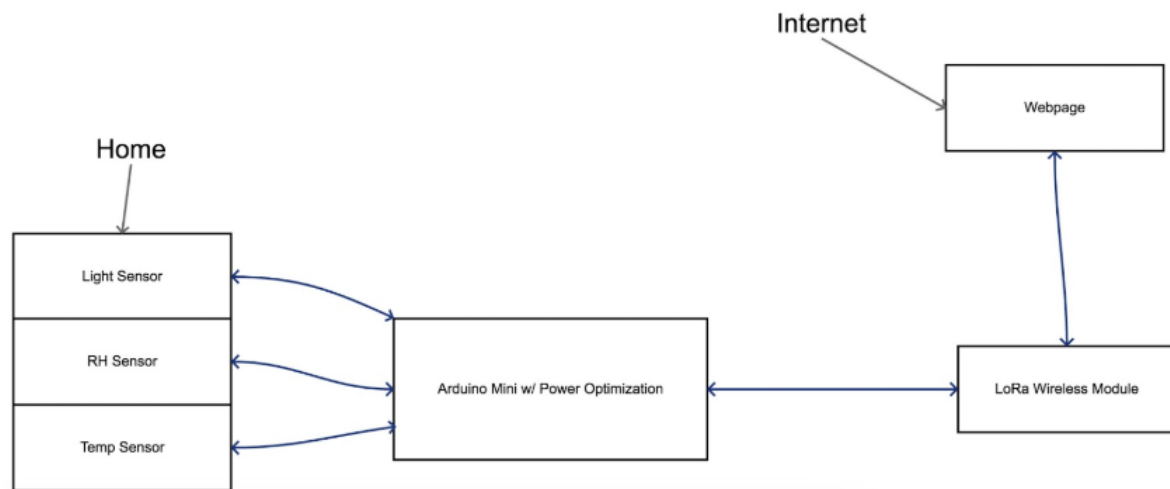 Internet
Webpage
Home
Light Sensor
RH Sensor
Arduino Mini w/ Power Optimization
LoRa Wireless Module
Temp Sensor